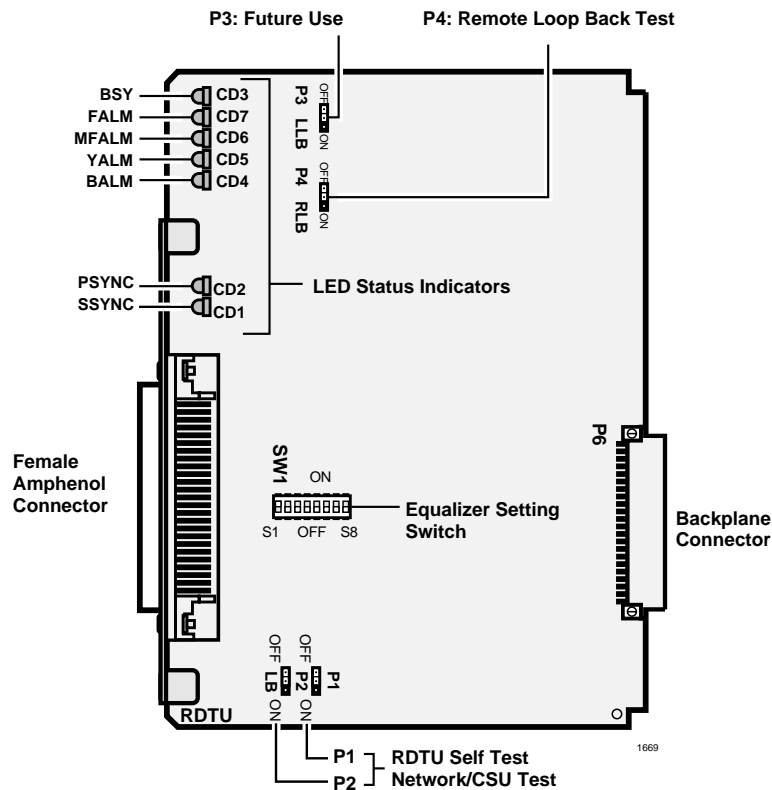 P3: Future Use
P4: Remote Loop Back Test
BSY
CD3
FALM
CD7
MFALM
CD6
YALM
CD5
BALM
CD4
P3 LLB
OFF
ON
P4 RLB
OFF
ON
PSYNC
CD2
SSYNC
CD1
LED Status Indicators
Female
Amphenol
Connector
SW1
ON
S1 OFF S8
Equalizer Setting
Switch
P6
Backplane
Connector
OFF
OFF
LB
P2
P1
ON
ON
RDTU
1669
P1
RDTU Self Test
P2
Network/CSU Test